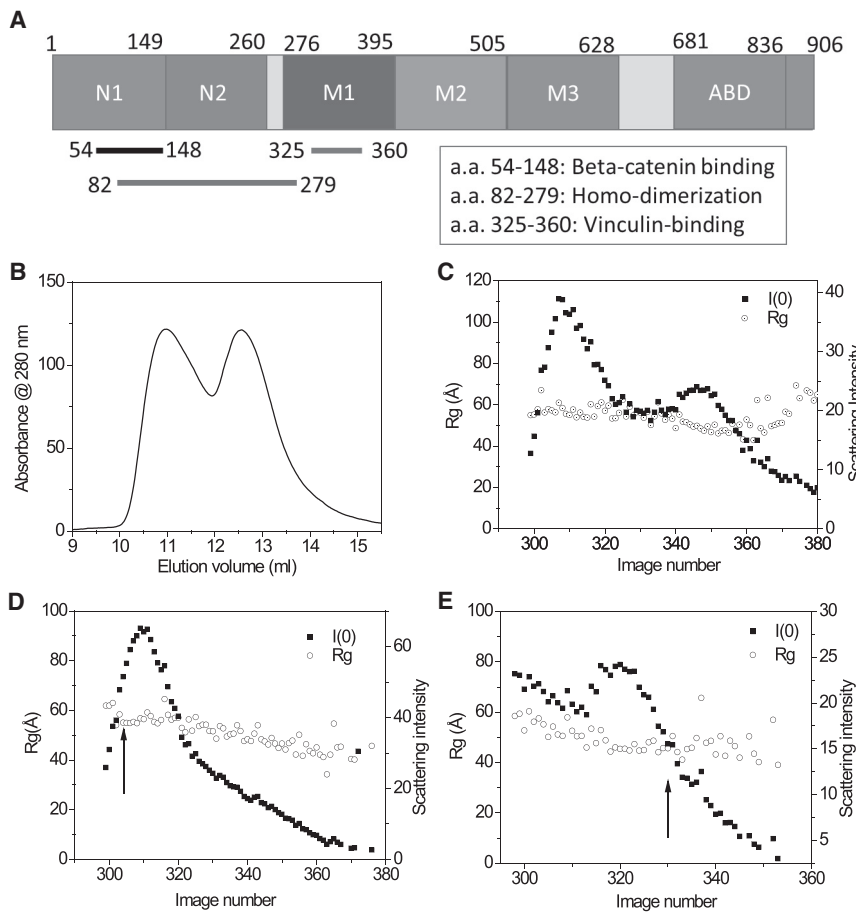 A
1 149 260 276 395 505 628 681 836 906
N1 N2 M1 M2 M3 ABD
54 148 325 360
82 279
a.a. 54-148: Beta-catenin binding
a.a. 82-279: Homo-dimerization
a.a. 325-360: Vinculin-binding
B
150
100
50
0
Absorbance @ 280 nm
9 10 11 12 13 14 15
Elution volume (ml)
C
120
100
80
60
40
20
0
Rg (Å)
I(0)
Rg
40
30
20
10
0
Scattering Intensity
300 320 340 360 380
Image number
D
100
80
60
40
20
0
Rg(Å)
I(0)
Rg
60
40
20
0
Scattering intensity
300 320 340 360 380
Image number
E
100
80
60
40
20
0
Rg (Å)
I(0)
Rg
30
25
20
15
10
5
Scattering intensity
300 320 340 360
Image number